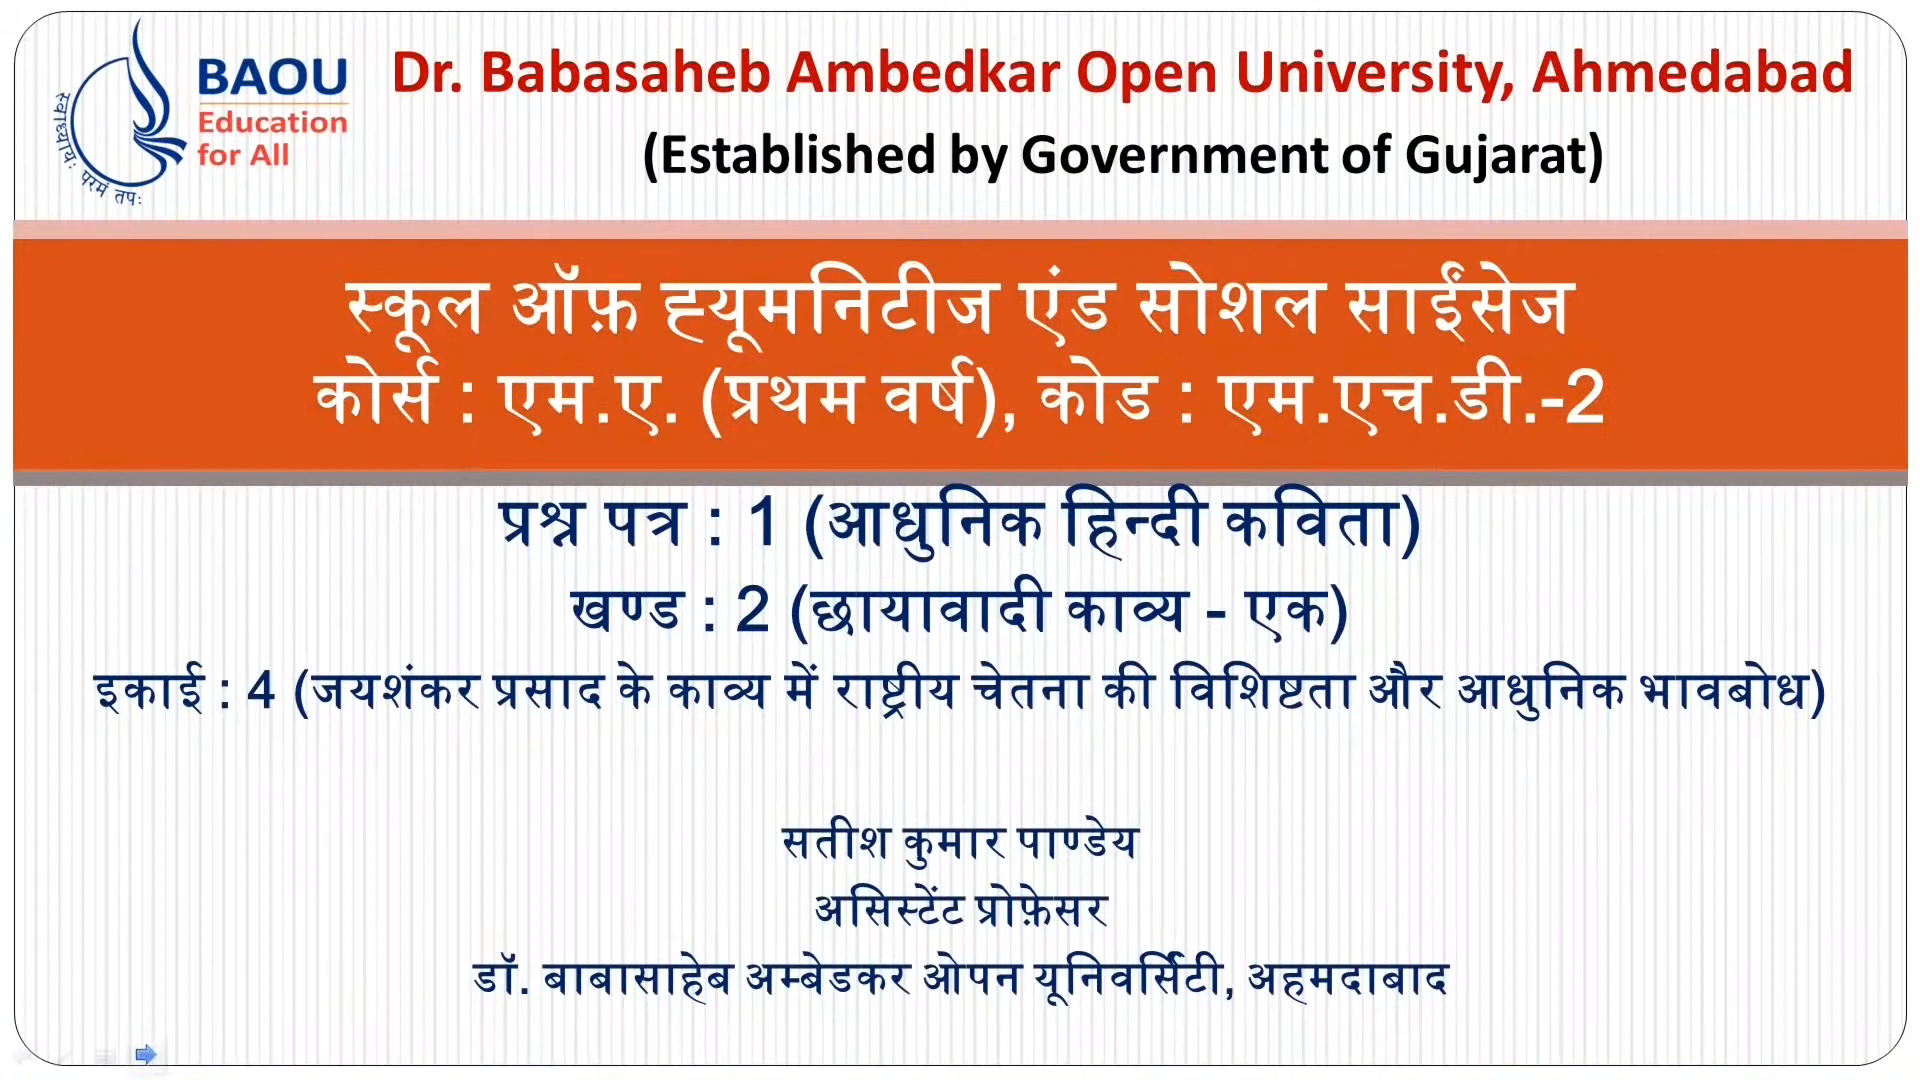 BAOU
Education
for All
स्वाध्यायः परमं तपः
Dr. Babasaheb Ambedkar Open University, Ahmedabad
(Established by Government of Gujarat)
स्कूल ऑफ़ ह्यूमनिटीज एंड सोशल साईंसेज
कोर्स : एम.ए. (प्रथम वर्ष), कोड : एम.एच.डी.-2
प्रश्न पत्र : 1 (आधुनिक हिन्दी कविता)
खण्ड : 2 (छायावादी काव्य - एक)
इकाई : 4 (जयशंकर प्रसाद के काव्य में राष्ट्रीय चेतना की विशिष्टता और आधुनिक भावबोध)
सतीश कुमार पाण्डेय
असिस्टेंट प्रोफ़ेसर
डॉ. बाबासाहेब अम्बेडकर ओपन यूनिवर्सिटी, अहमदाबाद